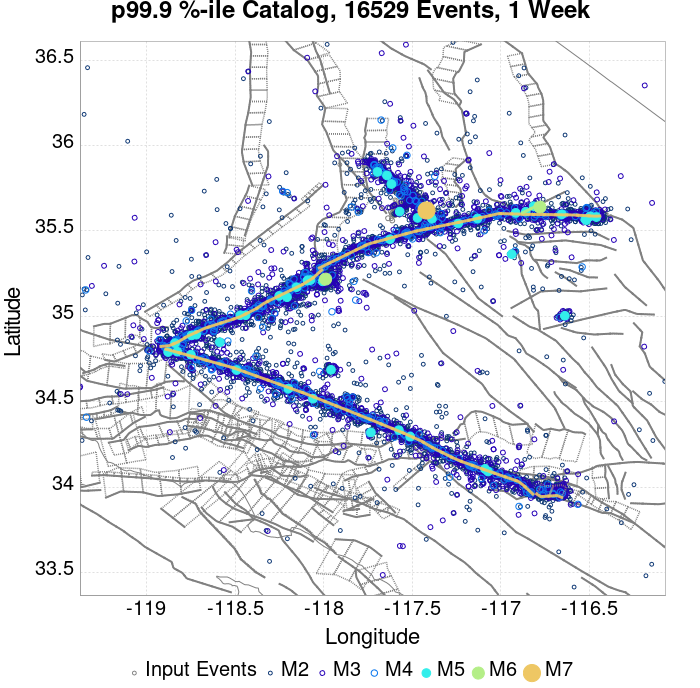 p99.9 %-ile Catalog, 16529 Events, 1 Week
36.5
36
35.5
35
34.5
34
33.5
Latitude
-119 -118.5 -118 -117.5 -117 -116.5
Longitude
Input Events M2 M3 M4 M5 M6 M7